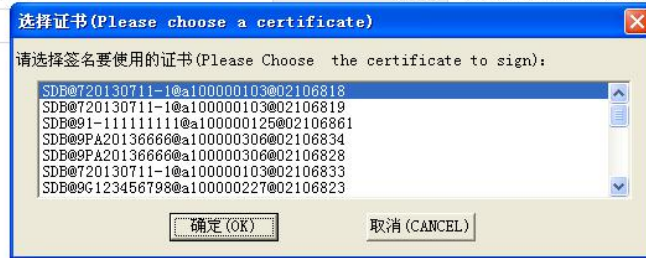 选择证书(Please choose a certificate)
请选择签名要使用的证书(Please Choose the certificate to sign):
SDB@720130711-1@a100000103@02106818
SDB@720130711-1@a100000103@02106819
SDB@91-111111111@a100000125@02106861
SDB@9PA20136666@a100000306@02106834
SDB@9PA20136666@a100000306@02106828
SDB@720130711-1@a100000103@02106833
SDB@9G123456798@a100000227@02106823
确定(OK) 取消(CANCEL)